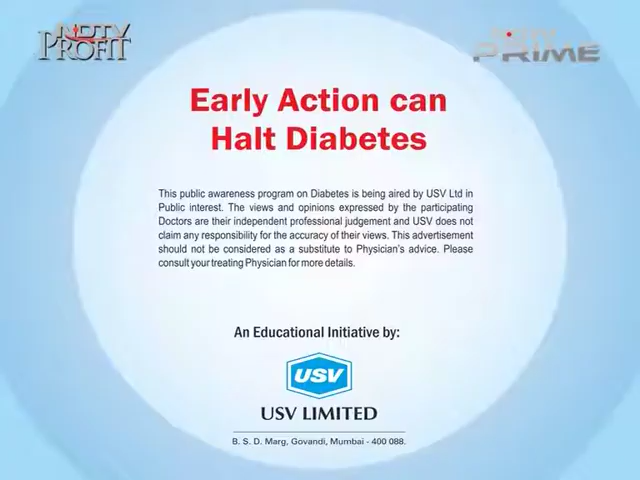 NDTV
PROFIT
NDTV
PRIME
Early Action can
Halt Diabetes
This public awareness program on Diabetes is being aired by USV Ltd in
Public interest. The views and opinions expressed by the participating
Doctors are their independent professional judgement and USV does not
claim any responsibility for the accuracy of their views. This advertisement
should not be considered as a substitute to Physician's advice. Please
consult your treating Physician for more details.
An Educational Initiative by:
USV
USV LIMITED
B. S. D. Marg, Govandi, Mumbai - 400 088.